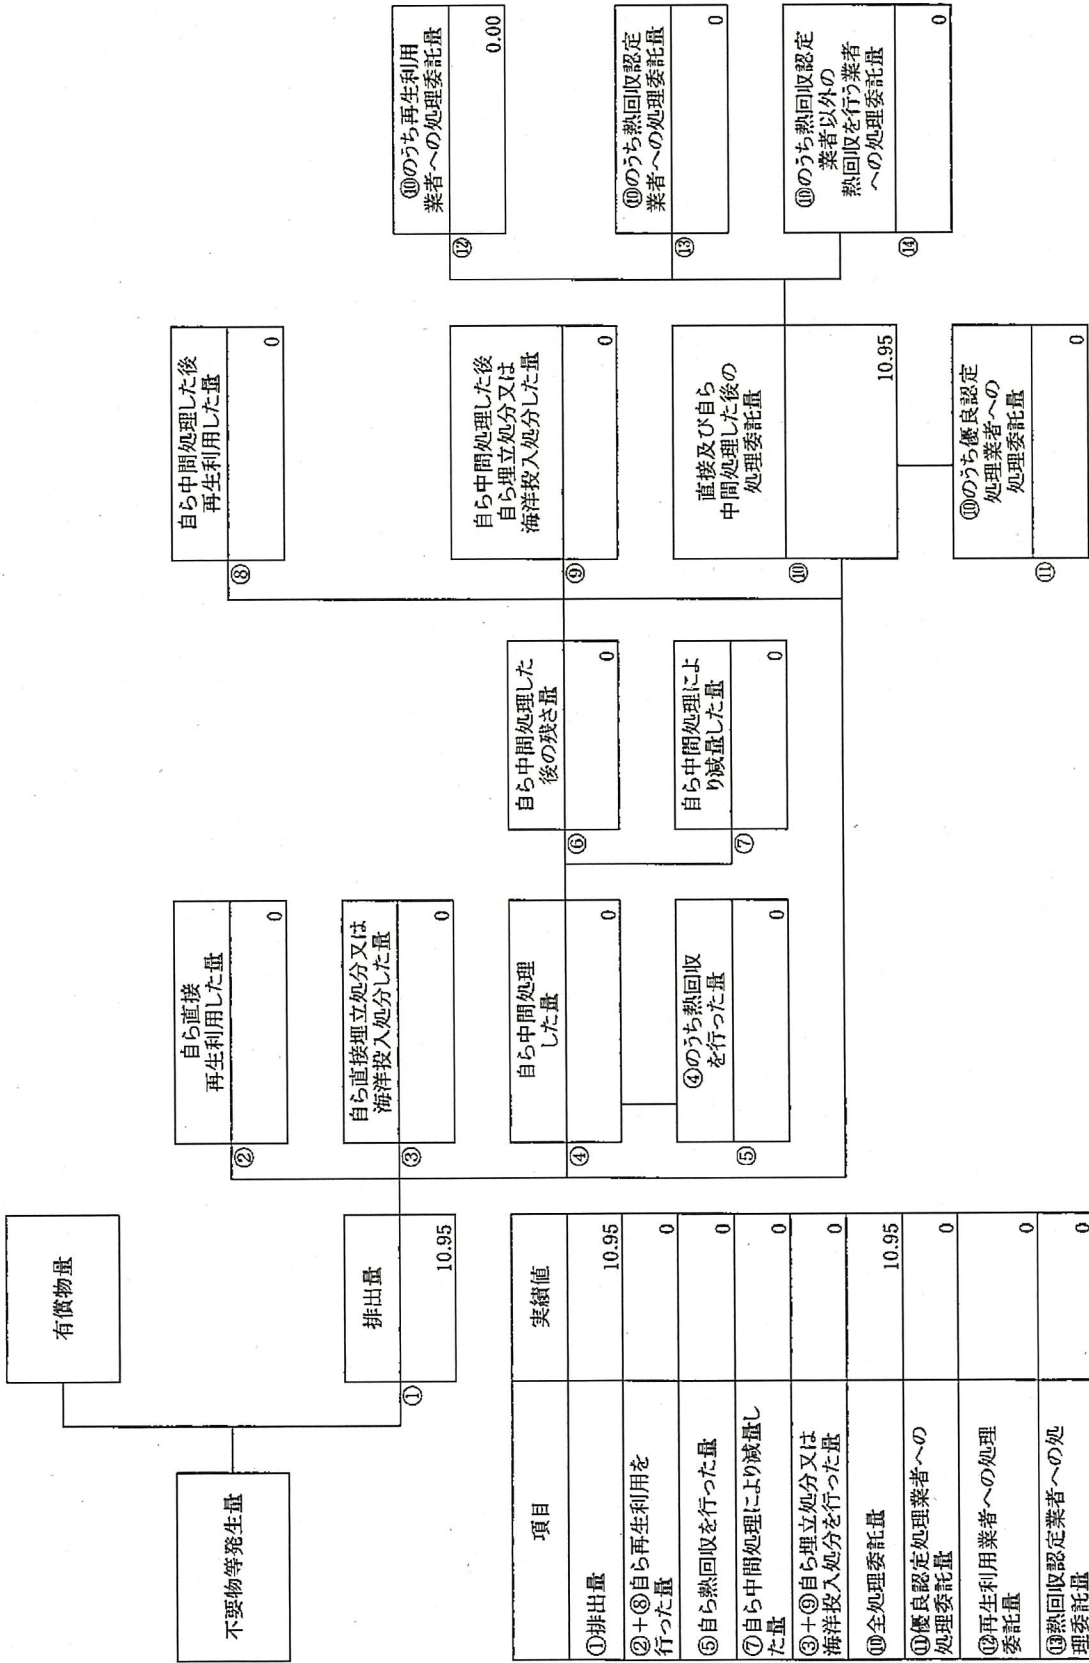 不要物等発生量
有償物量
排出量
①
10.95
自ら直接
再生利用した量
②
0
自ら直接埋立処分又は
海洋投入処分した量
③
0
自ら中間処理
した量
④
0
④のうち熱回収
を行った量
⑤
0
自ら中間処理した
後の残さ量
⑥
0
自ら中間処理によ
り減量した量
⑦
0
自ら中間処理した後
再生利用した量
⑧
0
自ら中間処理した後
自ら埋立処分又は
海洋投入処分した量
⑨
0
直接及び自ら
中間処理した後の
処理委託量
⑩
10.95
⑩のうち優良認定
処理業者への
処理委託量
⑪
0
⑩のうち再生利用
業者への処理委託量
⑫
0.00
⑩のうち熱回収認定
業者への処理委託量
⑬
0
⑩のうち熱回収認定
業者以外の
熱回収を行う業者
への処理委託量
⑭
0
項目 実績値
①排出量 10.95
②+⑧自ら再生利用を
行った量 0
⑤自ら熱回収を行った量 0
⑦自ら中間処理により減量し
た量 0
③+⑨自ら埋立処分又は
海洋投入処分を行った量 0
⑩全処理委託量 10.95
⑪優良認定処理業者への
処理委託量 0
⑫再生利用業者への処理
委託量 0
⑬熱回収認定業者への処
理委託量 0